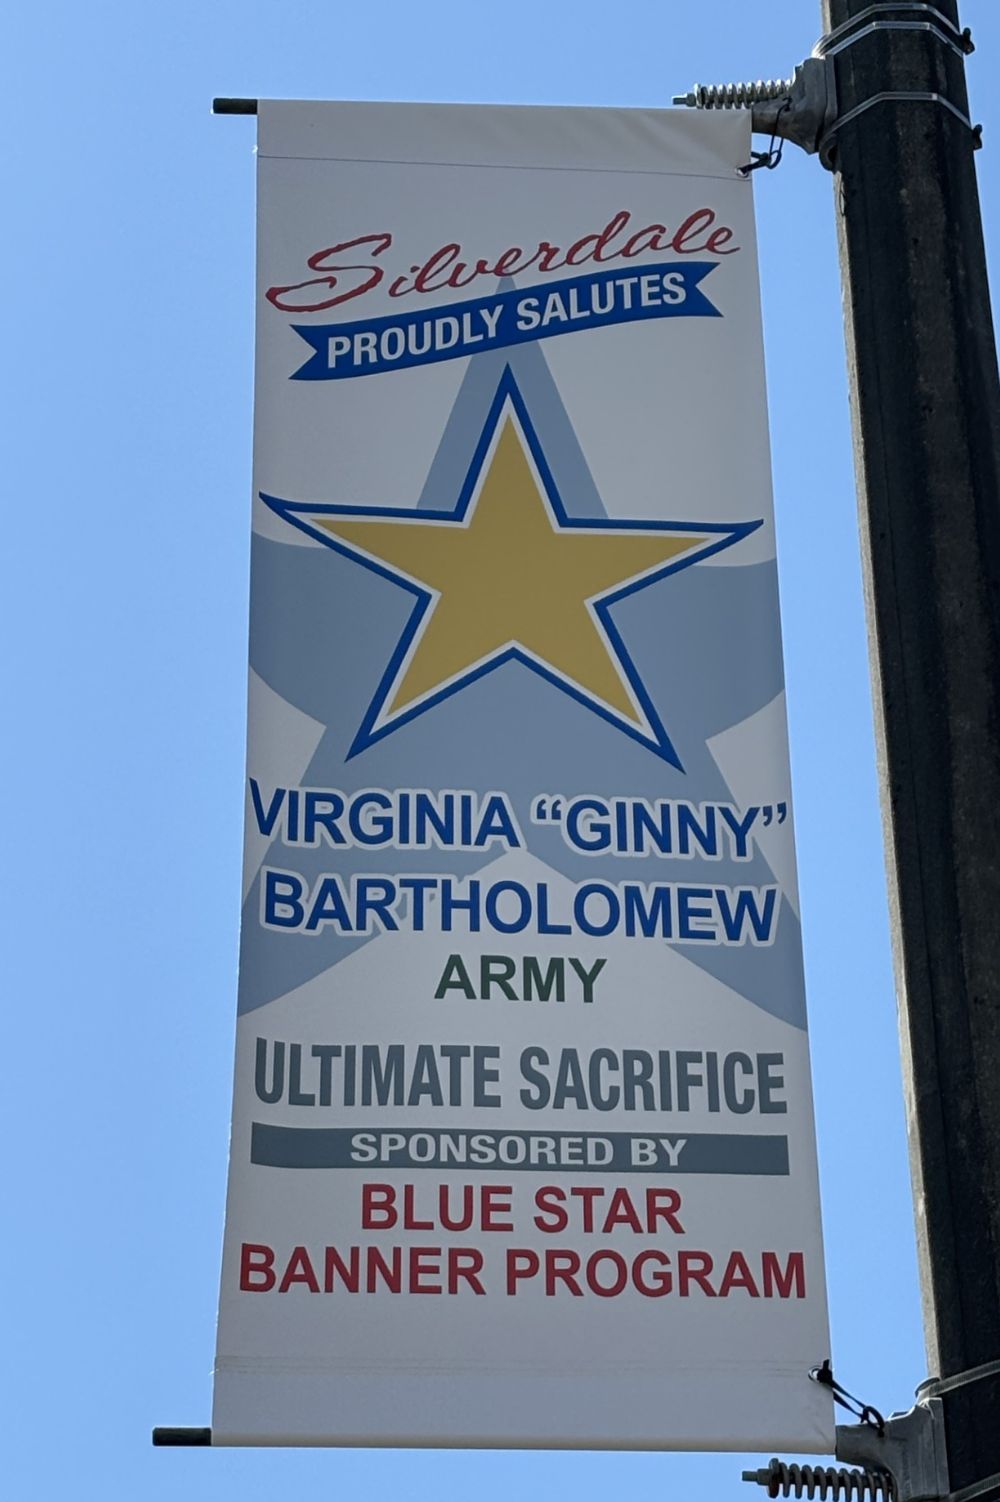 Silverdale
PROUDLY SALUTES
VIRGINIA “GINNY”
BARTHOLOMEW
ARMY
ULTIMATE SACRIFICE
SPONSORED BY
BLUE STAR
BANNER PROGRAM